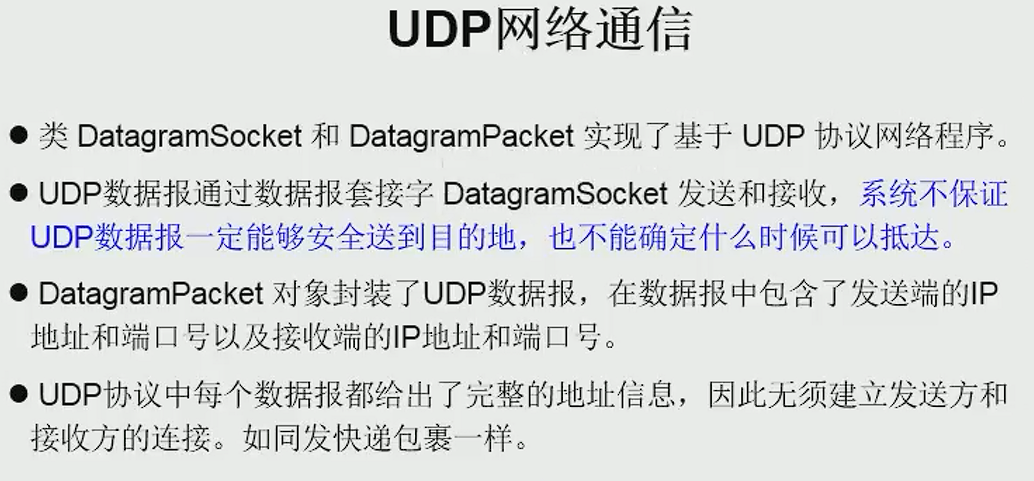 UDP网络通信
● 类 DatagramSocket 和 DatagramPacket 实现了基于 UDP 协议网络程序。
● UDP数据报通过数据报套接字 DatagramSocket 发送和接收，系统不保证
UDP数据报一定能够安全送到目的地，也不能确定什么时候可以抵达。
● DatagramPacket 对象封装了UDP数据报，在数据报中包含了发送端的IP
地址和端口号以及接收端的IP地址和端口号。
● UDP协议中每个数据报都给出了完整的地址信息，因此无须建立发送方和
接收方的连接。如同发快递包裹一样。